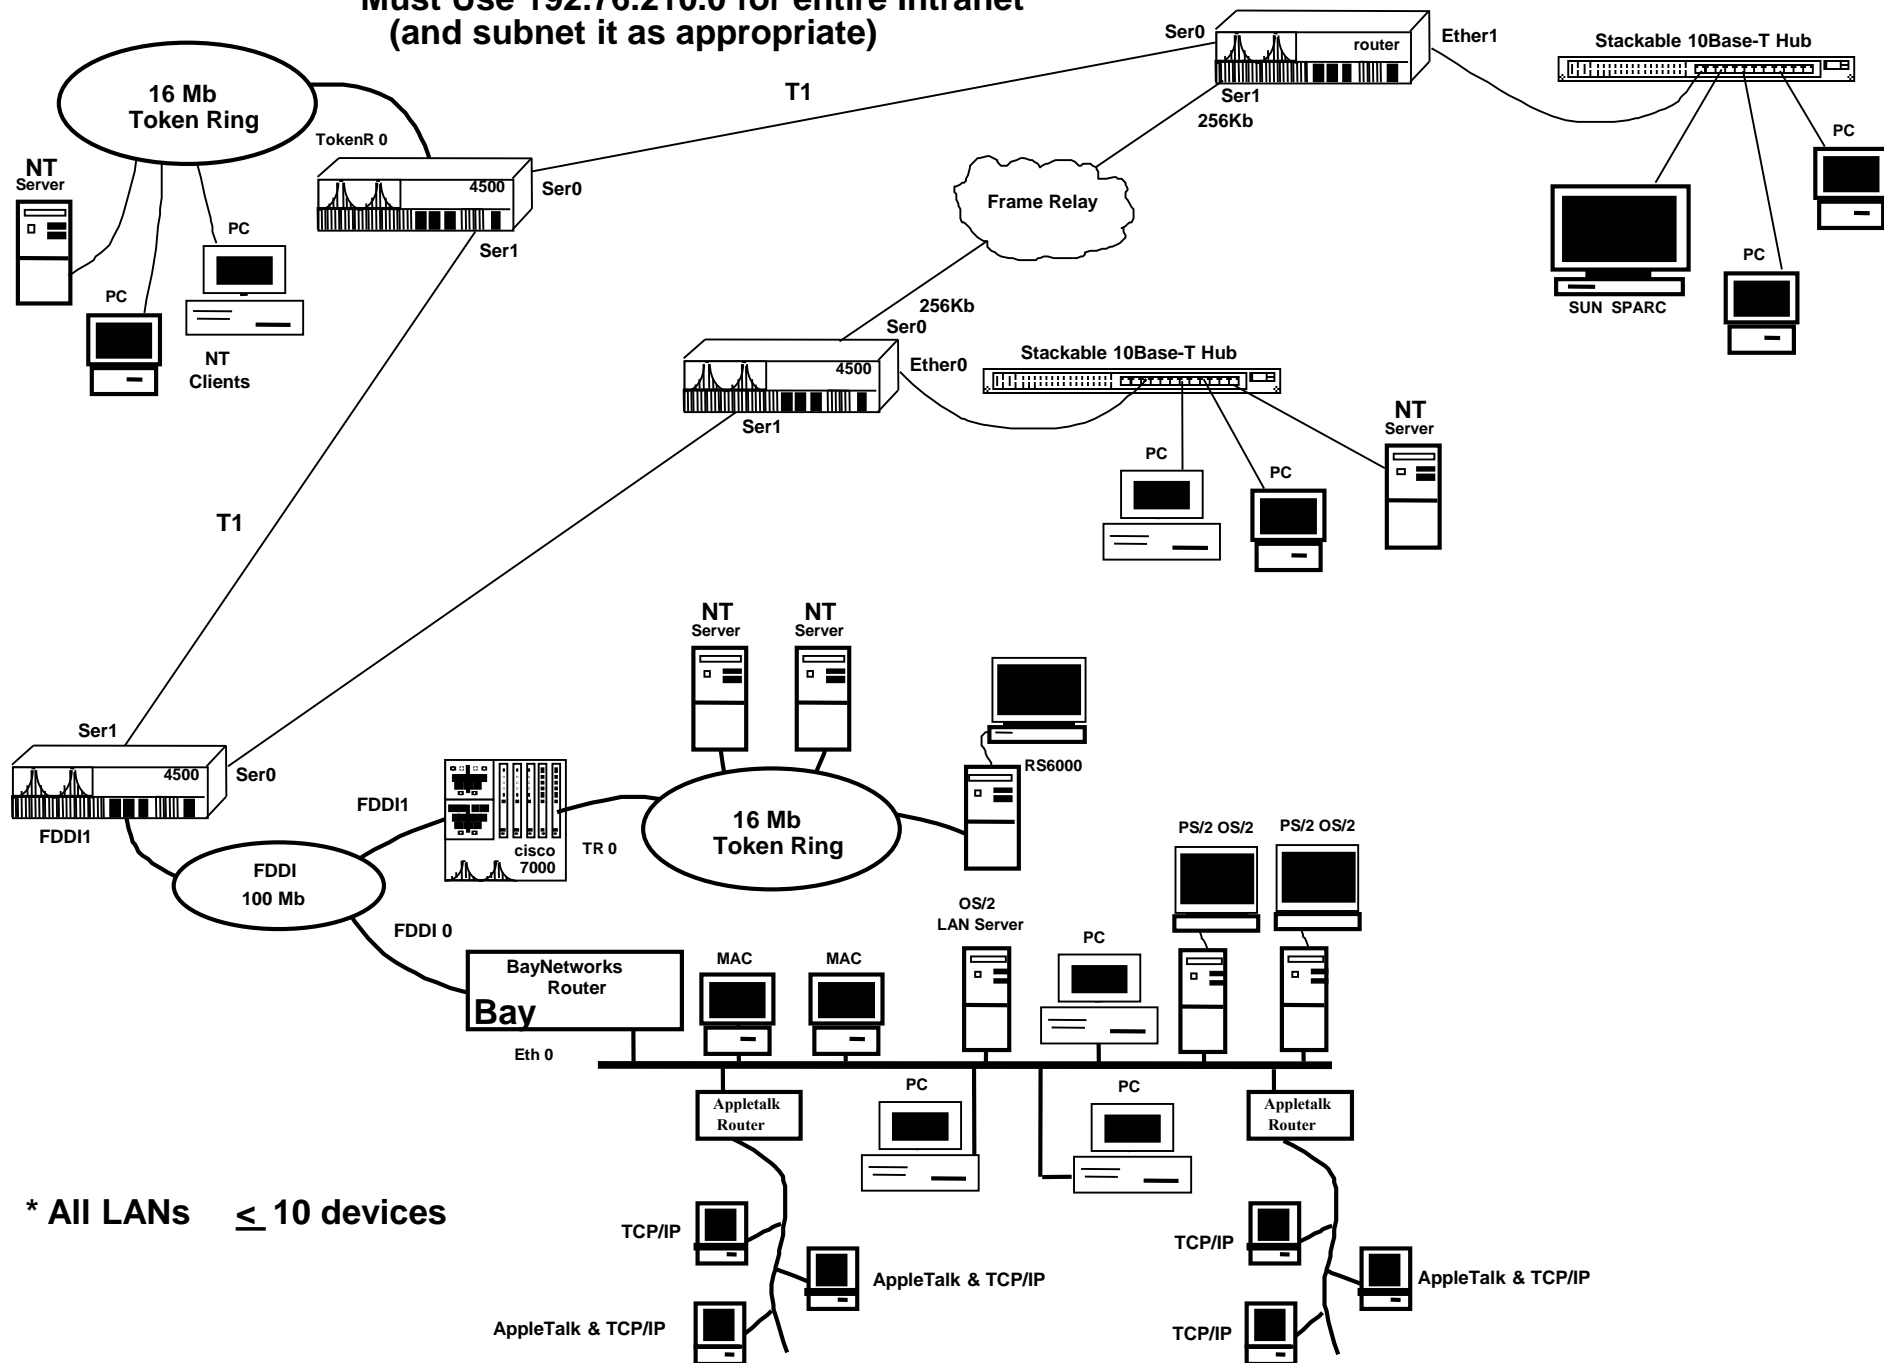 Must Use 192.76.210.0 for entire Intranet
(and subnet it as appropriate)
Ser0
router
Ether1
Stackable 10Base-T Hub
Ser1
256Kb
T1
16 Mb
Token Ring
TokenR 0
4500
Ser0
Ser1
NT
Server
PC
PC
NT
Clients
Frame Relay
PC
PC
SUN SPARC
256Kb
Ser0
4500
Ether0
Ser1
Stackable 10Base-T Hub
PC
PC
NT
Server
T1
NT
Server
NT
Server
RS6000
Ser1
4500
Ser0
FDDI1
FDDI1
FDDI
100 Mb
cisco
7000
TR 0
16 Mb
Token Ring
PS/2 OS/2
PS/2 OS/2
FDDI 0
BayNetworks
Router
Bay
Eth 0
MAC
MAC
OS/2
LAN Server
PC
PC
PC
Appletalk
Router
Appletalk
Router
* All LANs < 10 devices
TCP/IP
AppleTalk & TCP/IP
AppleTalk & TCP/IP
TCP/IP
AppleTalk & TCP/IP
TCP/IP